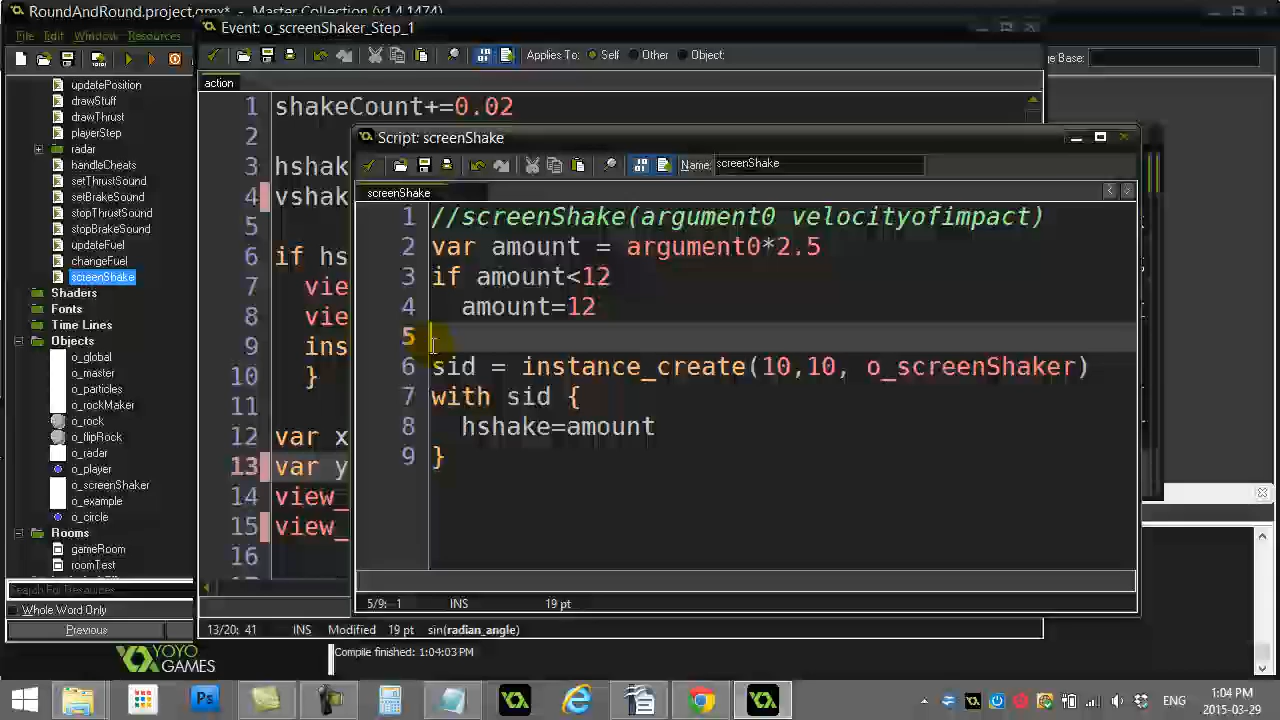 RoundAndRound.project.gmx* - Master Collection (v1.4.1474)
File Edit Window Resources
Event: o_screenShaker_Step_1
Applies To: Self Other Object:
ge Base:
action
updatePosition
drawStuff
drawThrust
playerStep
radar
handleCheats
setThrustSound
setBrakeSound
stopThrustSound
stopBrakeSound
updateFuel
changeFuel
screenShake
Shaders
Fonts
Time Lines
Objects
o_global
o_master
o_particles
o_rockMaker
o_rock
o_flipRock
o_radar
o_player
o_screenShaker
o_example
o_circle
Rooms
gameRoom
roomTest
Search For Resources
Whole Word Only
Previous
1 shakeCount+=0.02
2
3 hshak
4 vshak
5
6 if hs
7 vie
8 vie
9 ins
10 }
11
12 var x
13 var y
14 view_
15 view_
16
Script: screenShake
Name: screenShake
screenShake
1 //screenShake(argument0 velocityofimpact)
2 var amount = argument0*2.5
3 if amount<12
4 amount=12
5
6 sid = instance_create(10,10, o_screenShaker)
7 with sid {
8 hshake=amount
9 }
5/9: 1 INS 19 pt
13/20: 41 INS Modified 19 pt sin(radian_angle)
YOYO
GAMES
Compile finished: 1:04:03 PM
Ps
ENG
1:04 PM
2015-03-29